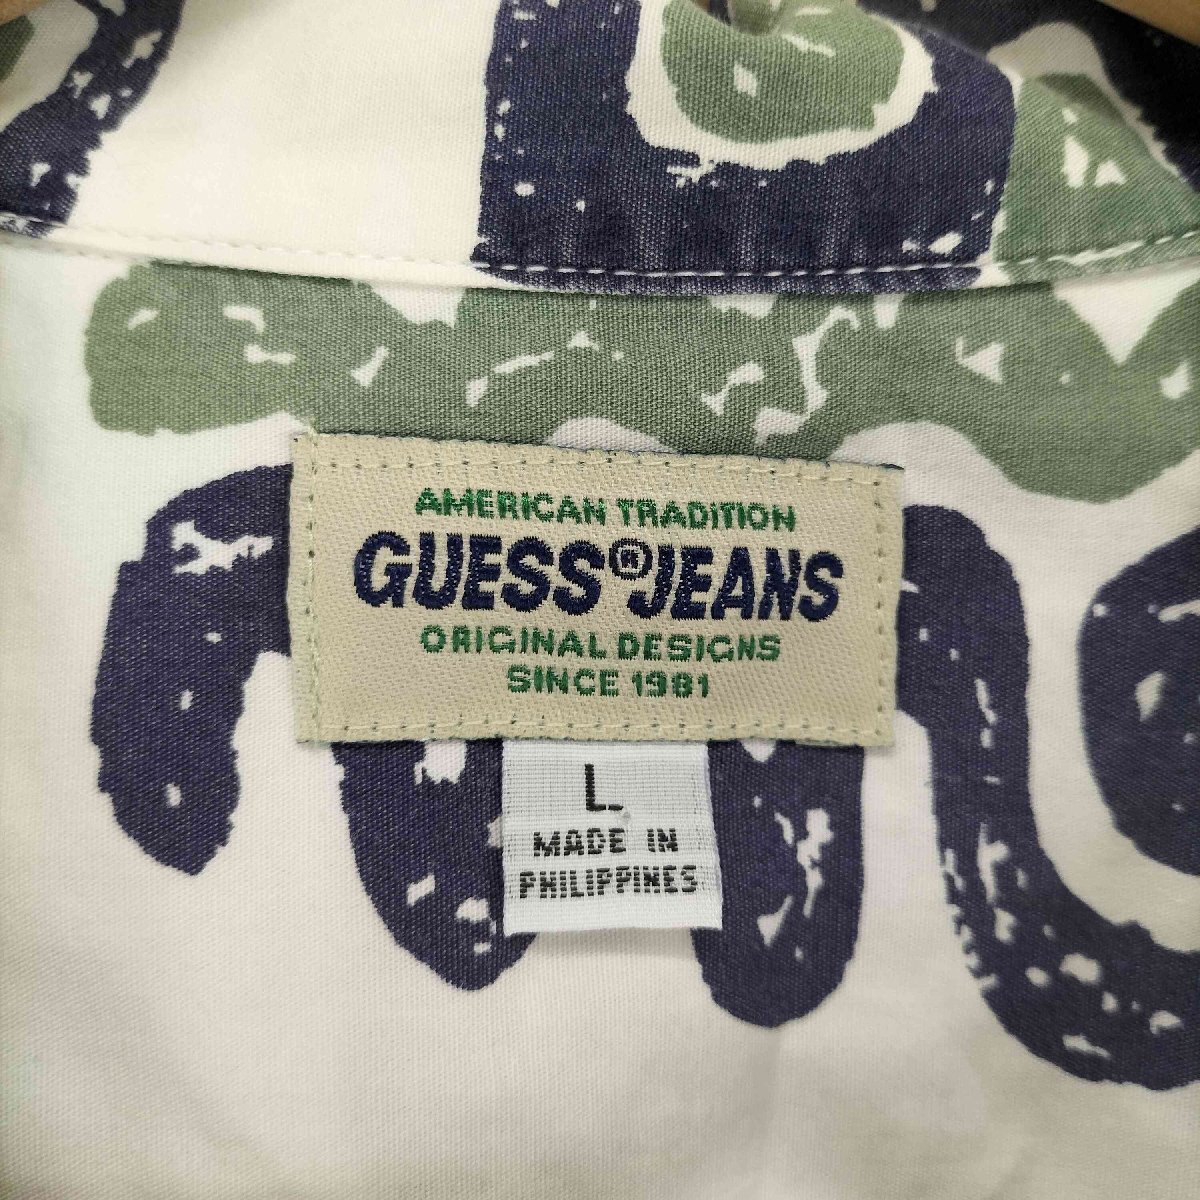 AMERICAN TRADITION
GUESS®JEANS
ORIGINAL DESIGNS
SINCE 1981
L
MADE IN
PHILIPPINES